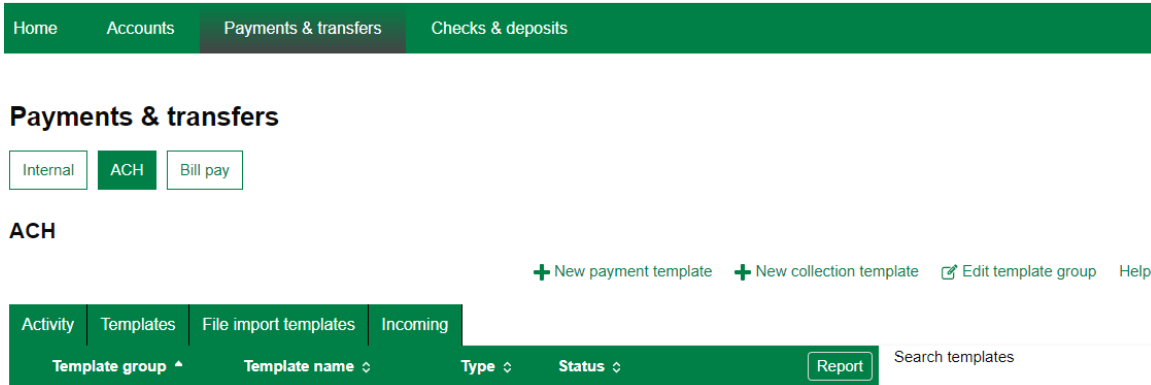 Home Accounts Payments & transfers Checks & deposits
Payments & transfers
Internal ACH Bill pay
ACH
New payment template New collection template Edit template group Help
Activity Templates File import templates Incoming
Template group Template name Type Status Report Search templates